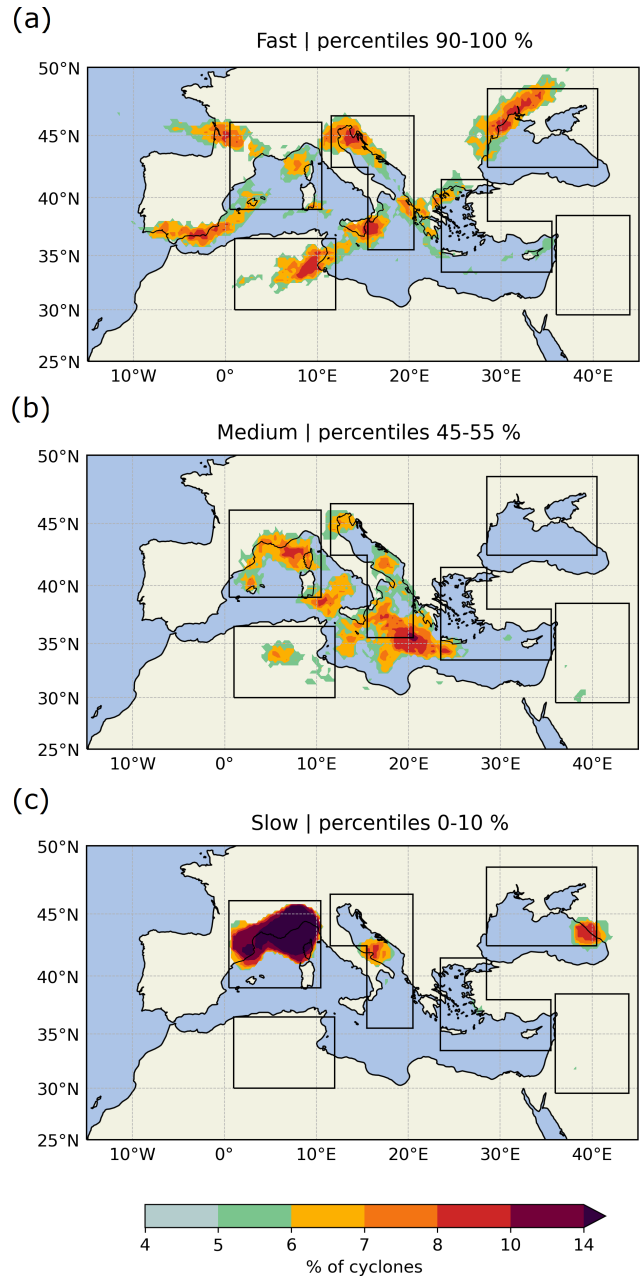 (a)
Fast | percentiles 90-100 %
50°N
45°N
40°N
35°N
30°N
25°N
10°W 0° 10°E 20°E 30°E 40°E
(b)
Medium | percentiles 45-55 %
50°N
45°N
40°N
35°N
30°N
25°N
10°W 0° 10°E 20°E 30°E 40°E
(c)
Slow | percentiles 0-10 %
50°N
45°N
40°N
35°N
30°N
25°N
10°W 0° 10°E 20°E 30°E 40°E
4 5 6 7 8 10 14
% of cyclones